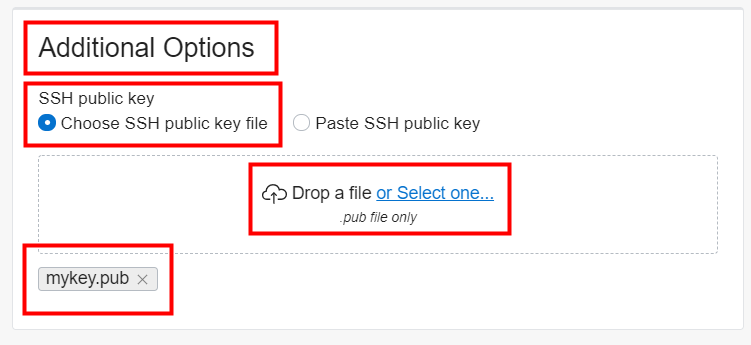 Additional Options
SSH public key
Choose SSH public key file Paste SSH public key
Drop a file or Select one...
.pub file only
mykey.pub ×